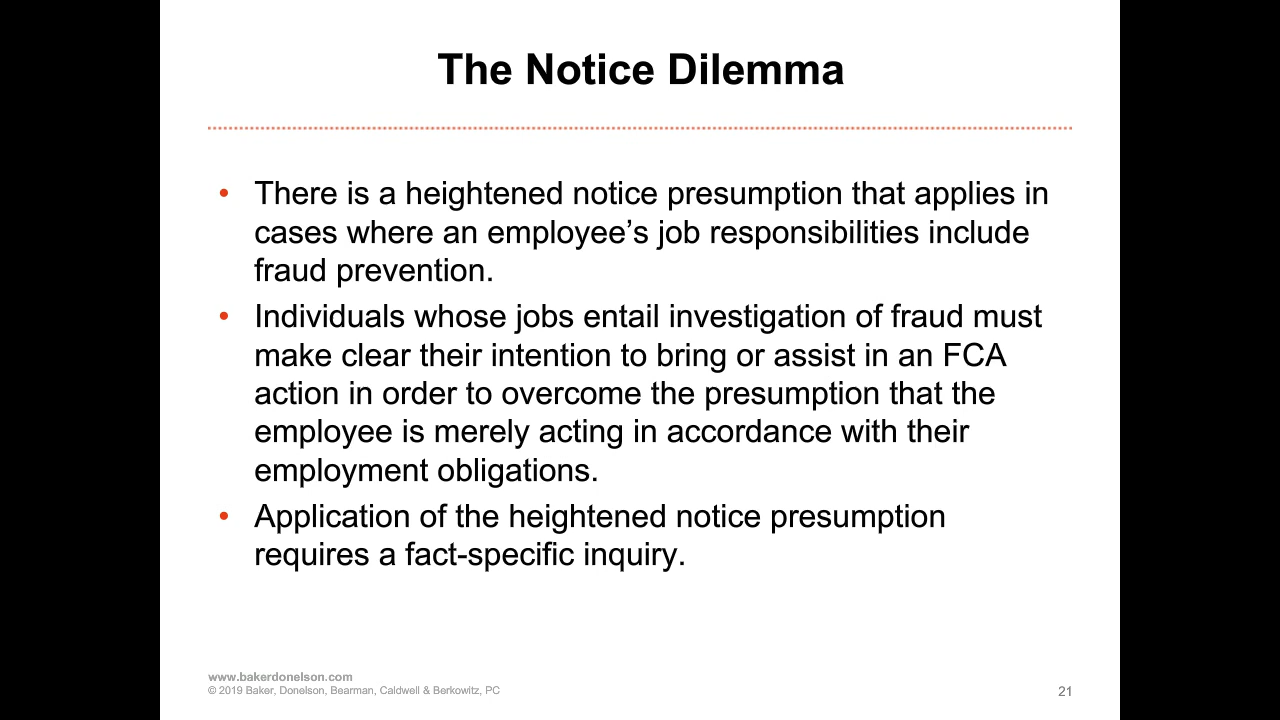 The Notice Dilemma
• There is a heightened notice presumption that applies in
cases where an employee’s job responsibilities include
fraud prevention.
• Individuals whose jobs entail investigation of fraud must
make clear their intention to bring or assist in an FCA
action in order to overcome the presumption that the
employee is merely acting in accordance with their
employment obligations.
• Application of the heightened notice presumption
requires a fact-specific inquiry.
www.bakerdonelson.com
© 2019 Baker, Donelson, Bearman, Caldwell & Berkowitz, PC
21